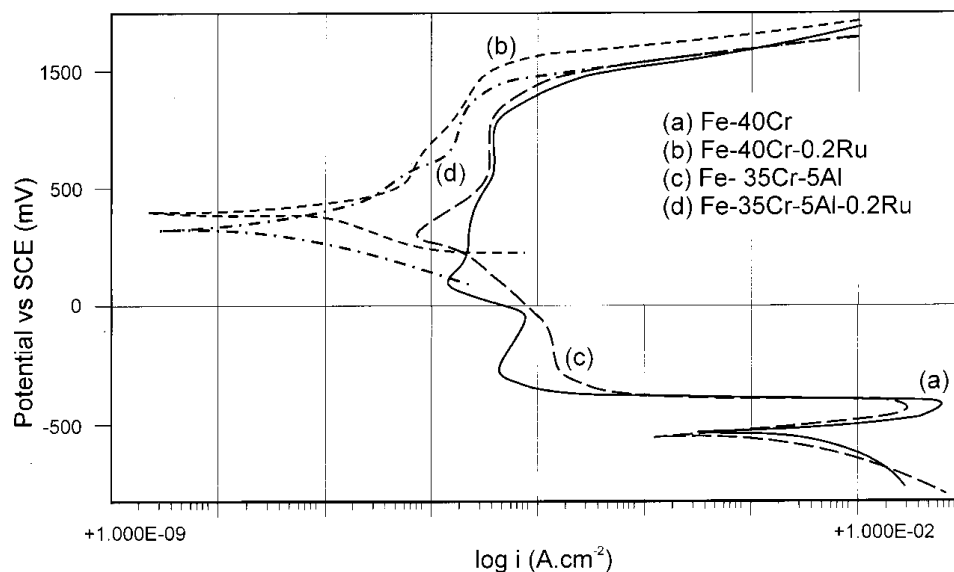 (b)
1500
(a) Fe-40Cr
(b) Fe-40Cr-0.2Ru
(c) Fe- 35Cr-5Al
(d) Fe-35Cr-5Al-0.2Ru
(d)
500
Potential vs SCE (mV)
0
(c)
(a)
-500
+1.000E-09
+1.000E-02
log i (A.cm-2)